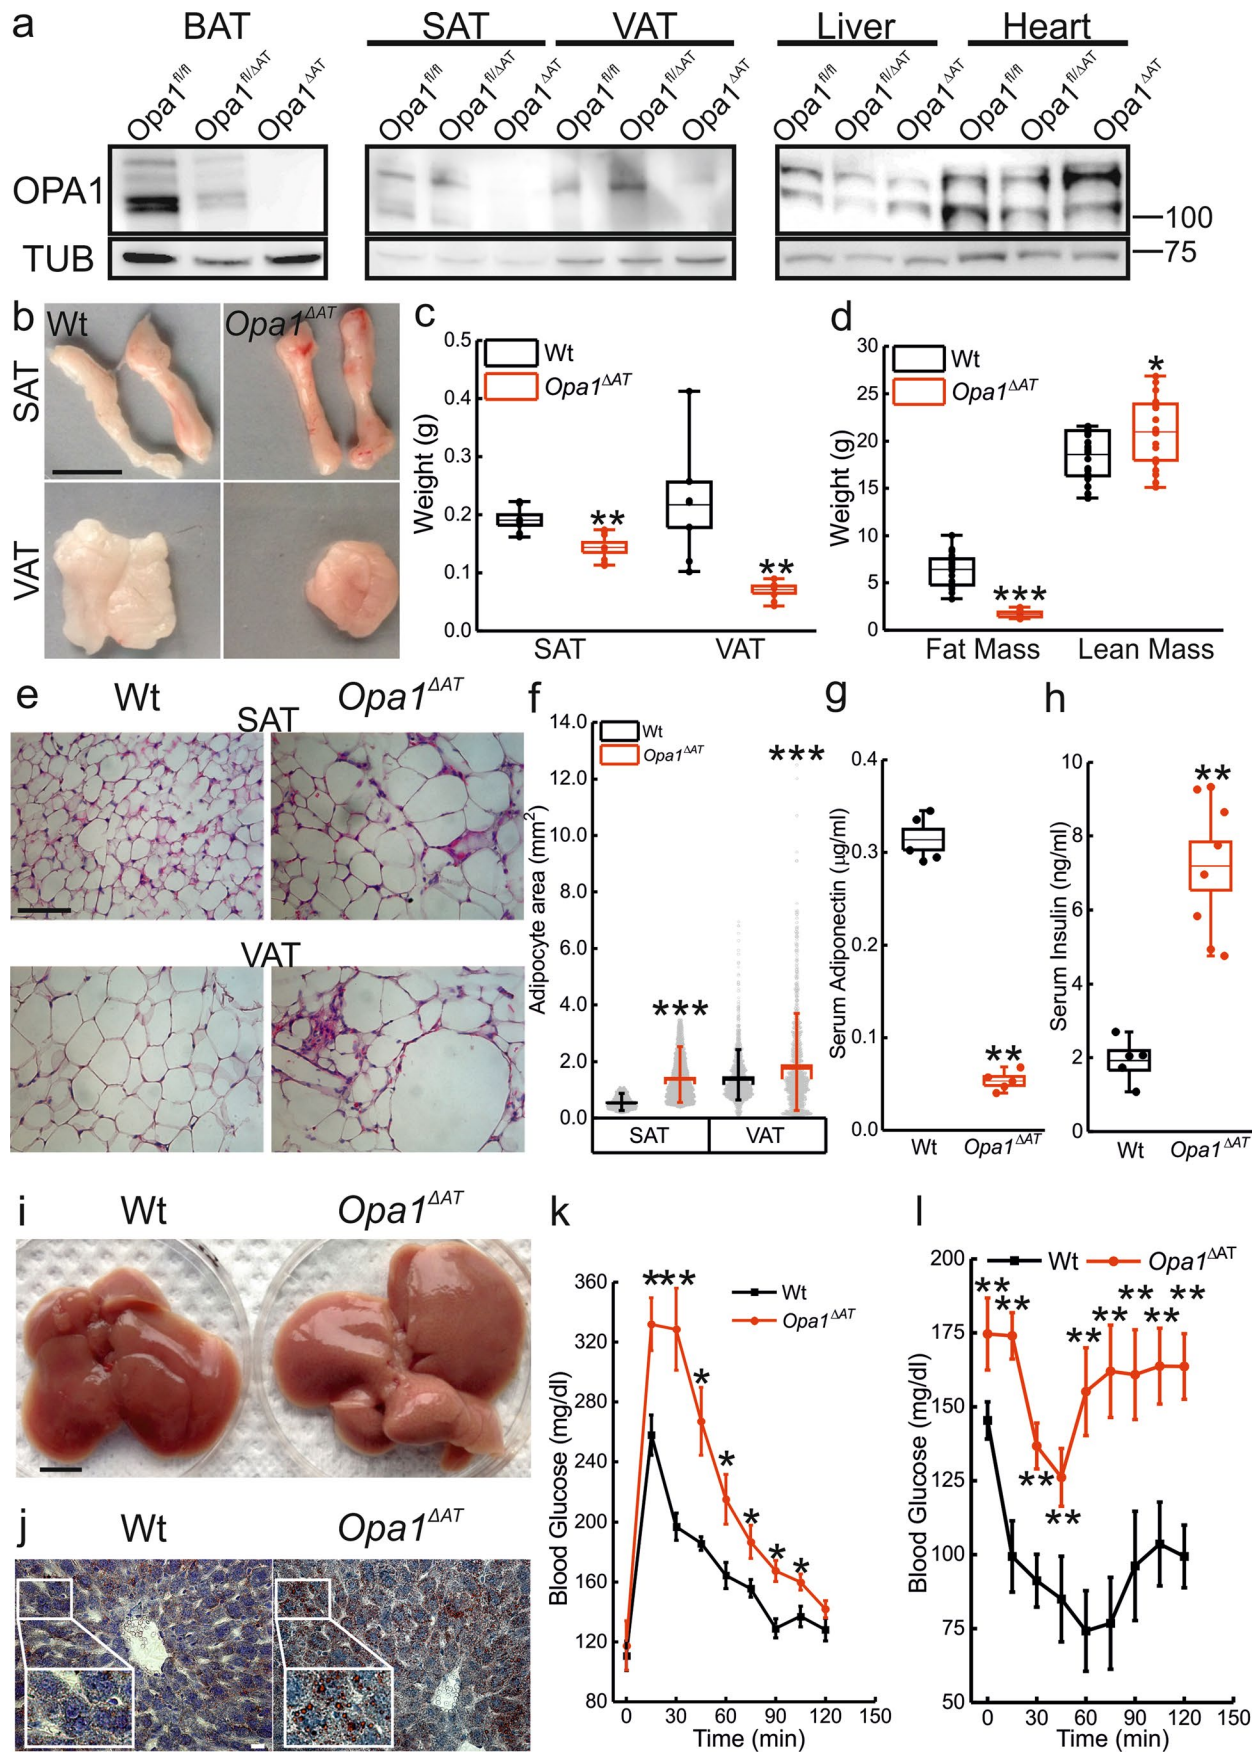 a BAT SAT VAT Liver Heart
Opa1fl/fl Opa1fl/ΔAT Opa1ΔAT Opa1fl/fl Opa1fl/ΔAT Opa1ΔAT Opa1fl/fl Opa1fl/ΔAT Opa1ΔAT Opa1fl/fl Opa1fl/ΔAT Opa1ΔAT Opa1fl/fl Opa1fl/ΔAT Opa1ΔAT
OPA1
100
TUB
75
b Wt Opa1ΔAT
SAT
VAT
c
Wt
Opa1ΔAT
Weight (g)
0.5
0.4
0.3
0.2
0.1
0.0
** **
SAT VAT
d
Wt
Opa1ΔAT
Weight (g)
30
25
20
15
10
5
0
*** *
Fat Mass Lean Mass
e Wt Opa1ΔAT
SAT
VAT
f
Wt
Opa1ΔAT
Adipocyte area (mm2)
14.0
12.0
10.0
8.0
6.0
4.0
2.0
0.0
*** ***
SAT VAT
g
Serum Adiponectin (µg/ml)
0.4
0.3
0.2
0.1
0.0
**
Wt Opa1ΔAT
h
Serum Insulin (ng/ml)
10
8
6
4
2
0
**
Wt Opa1ΔAT
i Wt Opa1ΔAT
j Wt Opa1ΔAT
k
Wt
Opa1ΔAT
Blood Glucose (mg/dl)
360
320
280
240
200
160
120
80
**** * * * * *
0 30 60 90 120 150
Time (min)
l
Wt Opa1ΔAT
Blood Glucose (mg/dl)
200
175
150
125
100
75
50
** ** ** ** ** ** ** ** **
0 30 60 90 120 150
Time (min)